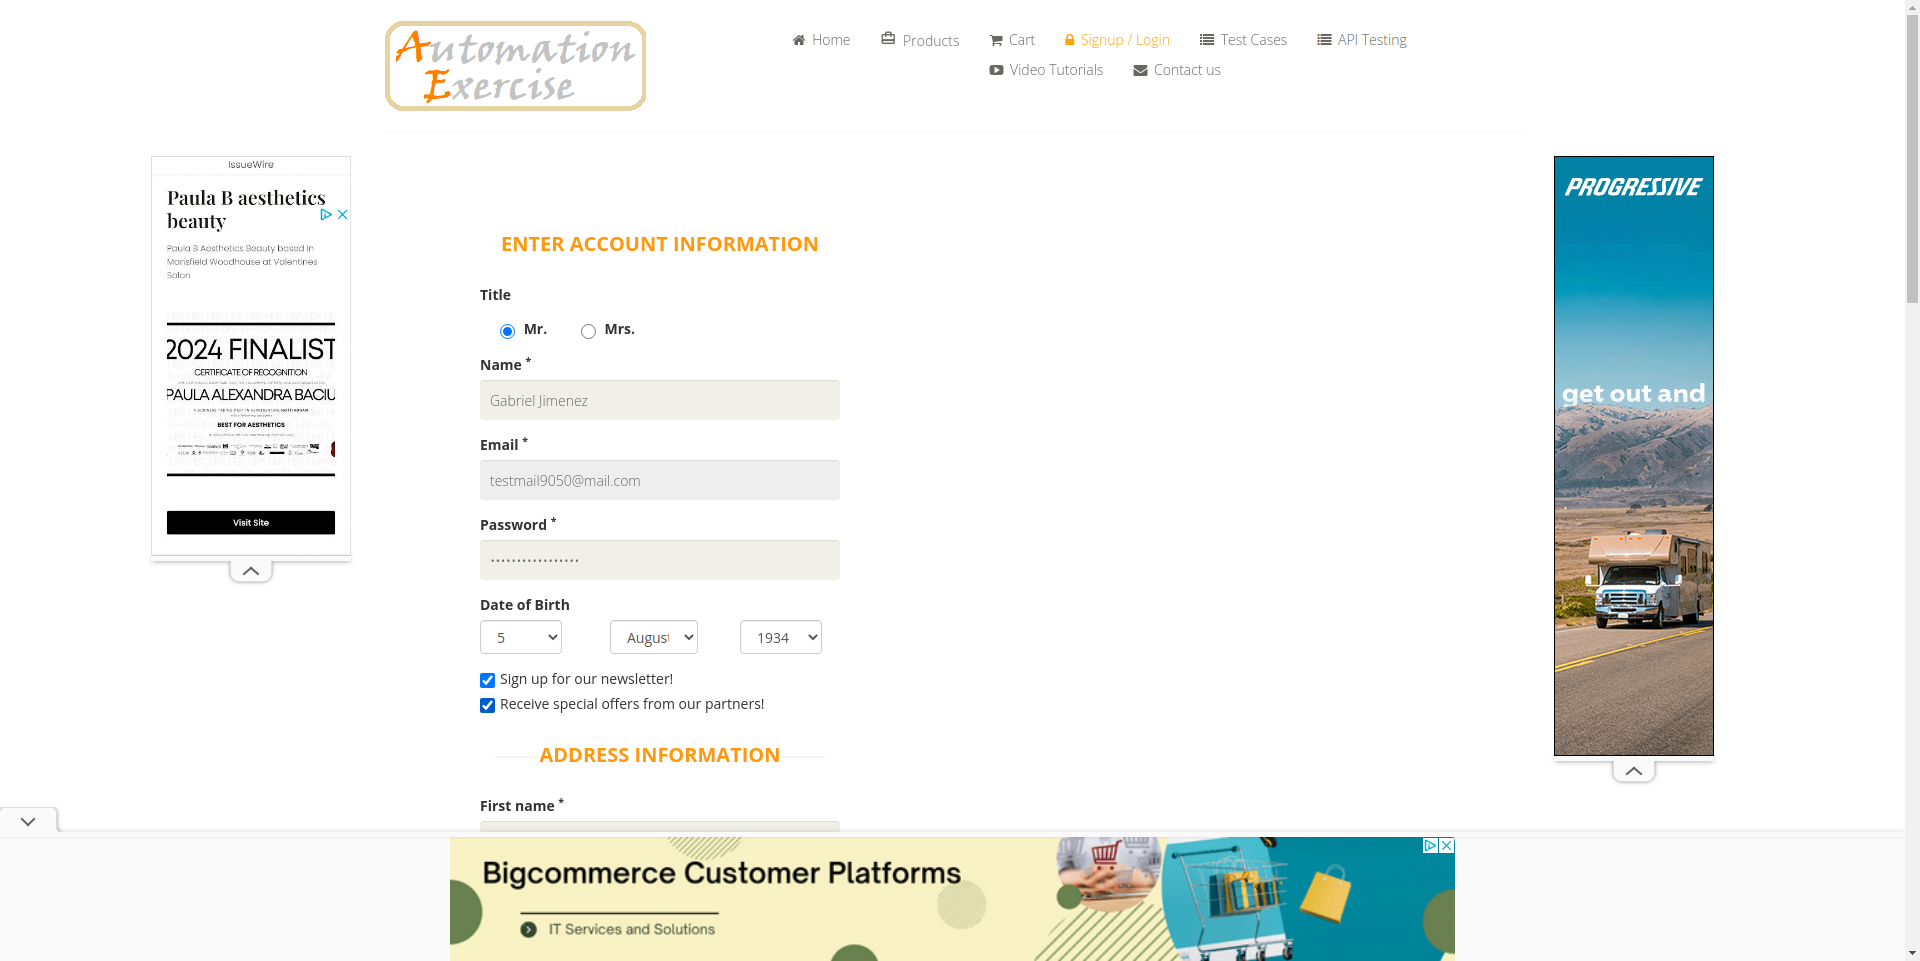 Automation
Exercise
Home
Products
Cart
Signup / Login
Test Cases
API Testing
Video Tutorials
Contact us
IssueWire
Paula B aesthetics
beauty
Paula B Aesthetics Beauty based in
Mansfield Woodhouse at Valentines
Salon
2024 FINALIST
CERTIFICATE OF RECOGNITION
PAULA ALEXANDRA BACIU
BEST FOR AESTHETICS
Visit Site
ENTER ACCOUNT INFORMATION
Title
Mr.
Mrs.
Name *
Gabriel Jimenez
Email *
testmail9050@mail.com
Password *
•••••••••••••••••
Date of Birth
5
August
1934
Sign up for our newsletter!
Receive special offers from our partners!
ADDRESS INFORMATION
First name *
PROGRESSIVE
get out and
Bigcommerce Customer Platforms
IT Services and Solutions